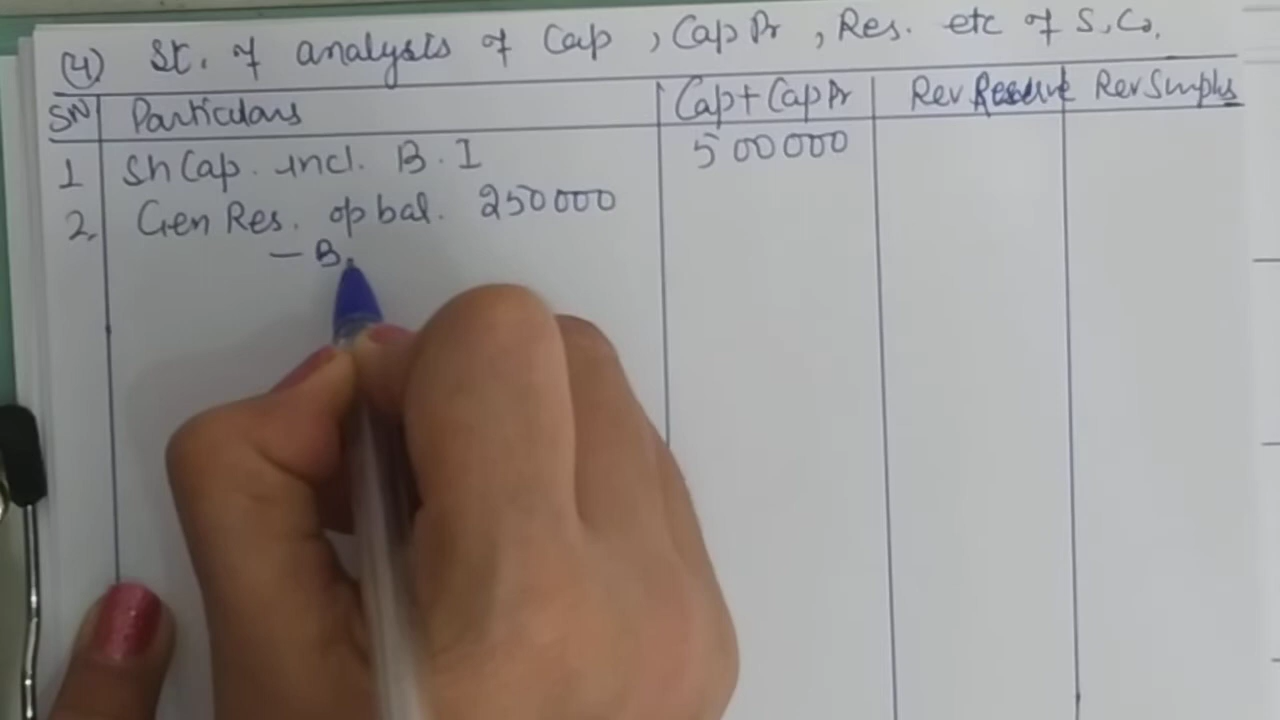 (4) St. of analysis of Cap, Cap Pr, Res. etc of S. Co.
SN Particulars Cap + Cap Pr Rev Reserve Rev Surplus
1 Sh Cap. incl. B. I 500000
2. Gen Res. op bal. 250000
— B.